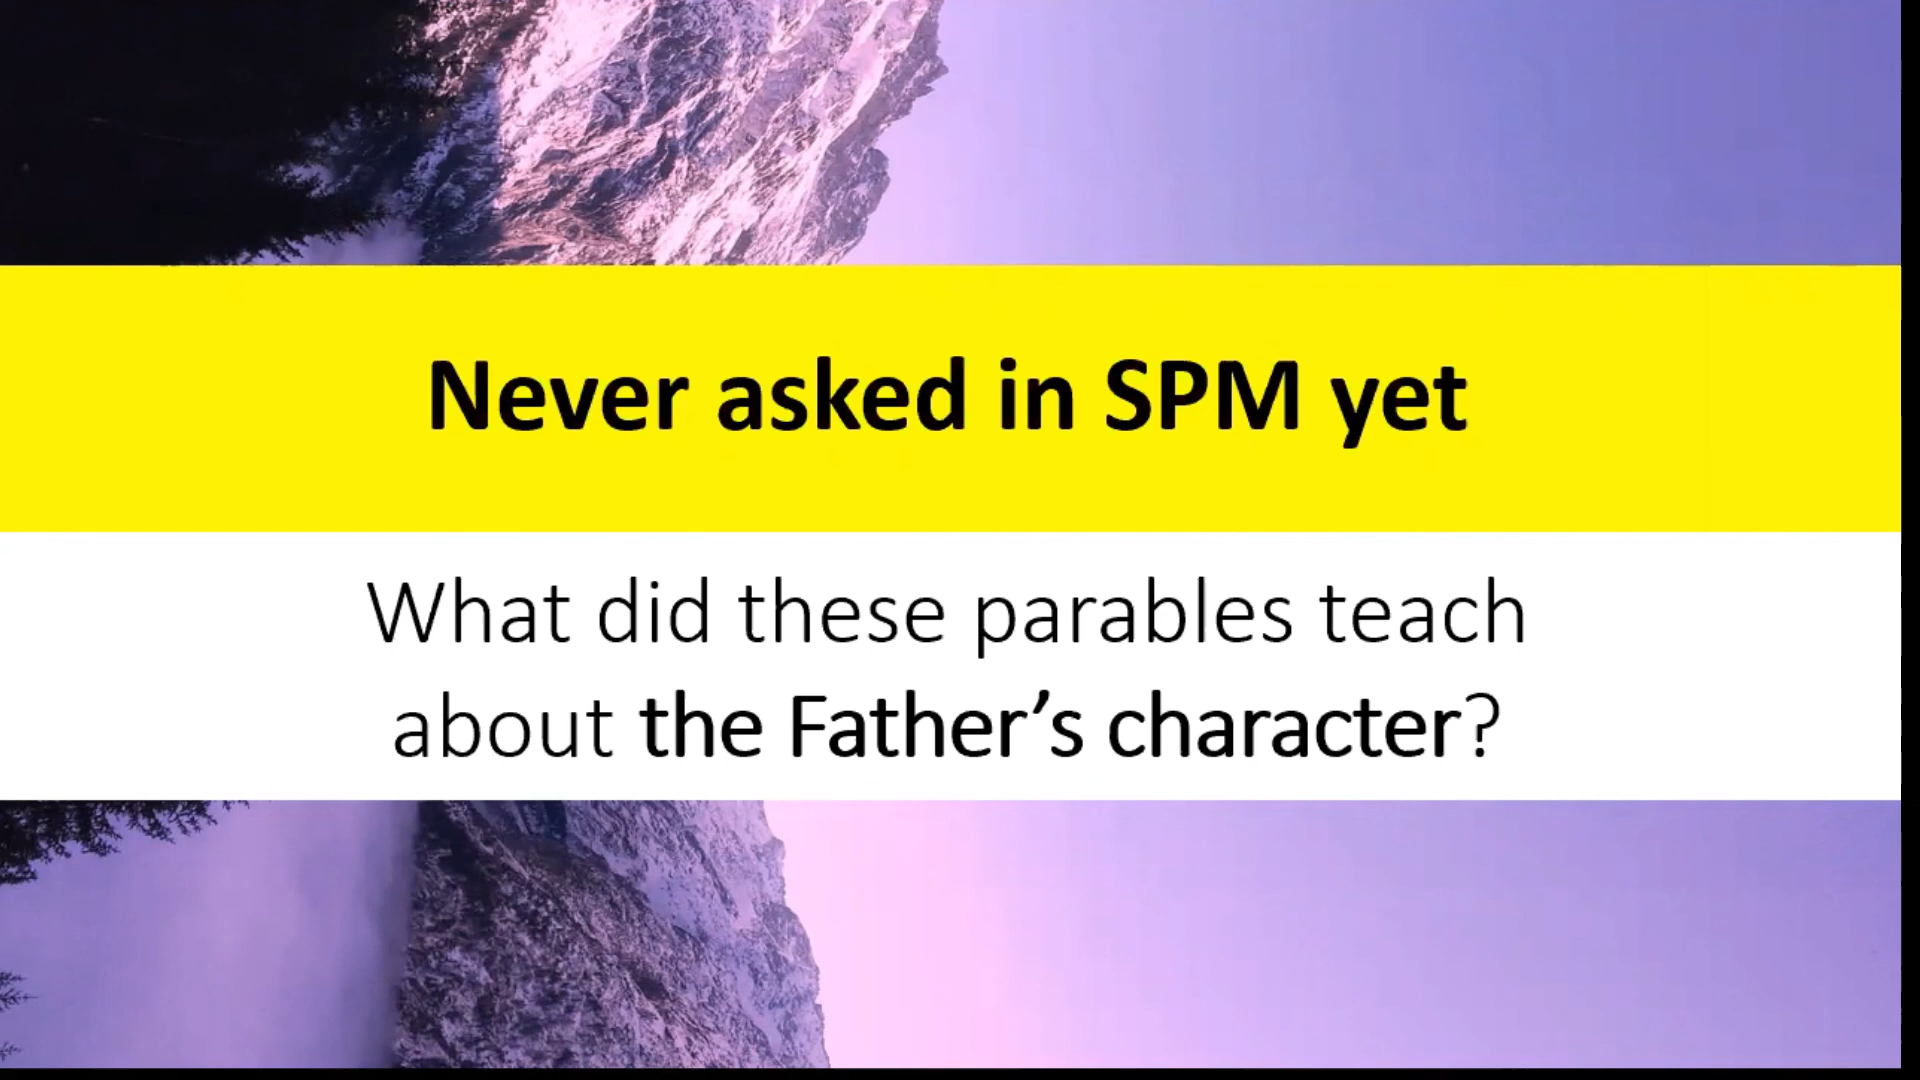 Never asked in SPM yet
What did these parables teach
about the Father’s character?